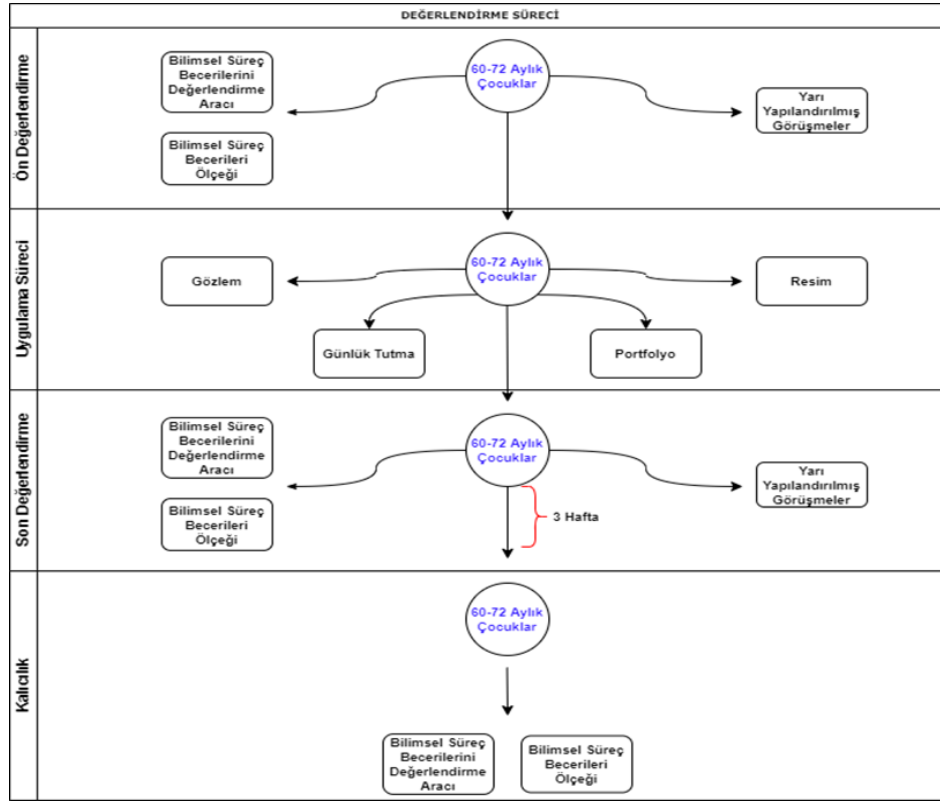 DEĞERLENDİRME SÜRECİ
Ön Değerlendirme
Bilimsel Süreç
Becerilerini
Değerlendirme
Aracı
Bilimsel Süreç
Becerileri
Ölçeği
60-72 Aylık
Çocuklar
Yarı
Yapılandırılmış
Görüşmeler
Uygulama Süreci
Gözlem
60-72 Aylık
Çocuklar
Resim
Günlük Tutma
Portfolyo
Son Değerlendirme
Bilimsel Süreç
Becerilerini
Değerlendirme
Aracı
Bilimsel Süreç
Becerileri
Ölçeği
60-72 Aylık
Çocuklar
3 Hafta
Yarı
Yapılandırılmış
Görüşmeler
Kalıcılık
60-72 Aylık
Çocuklar
Bilimsel Süreç
Becerilerini
Değerlendirme
Aracı
Bilimsel Süreç
Becerileri
Ölçeği